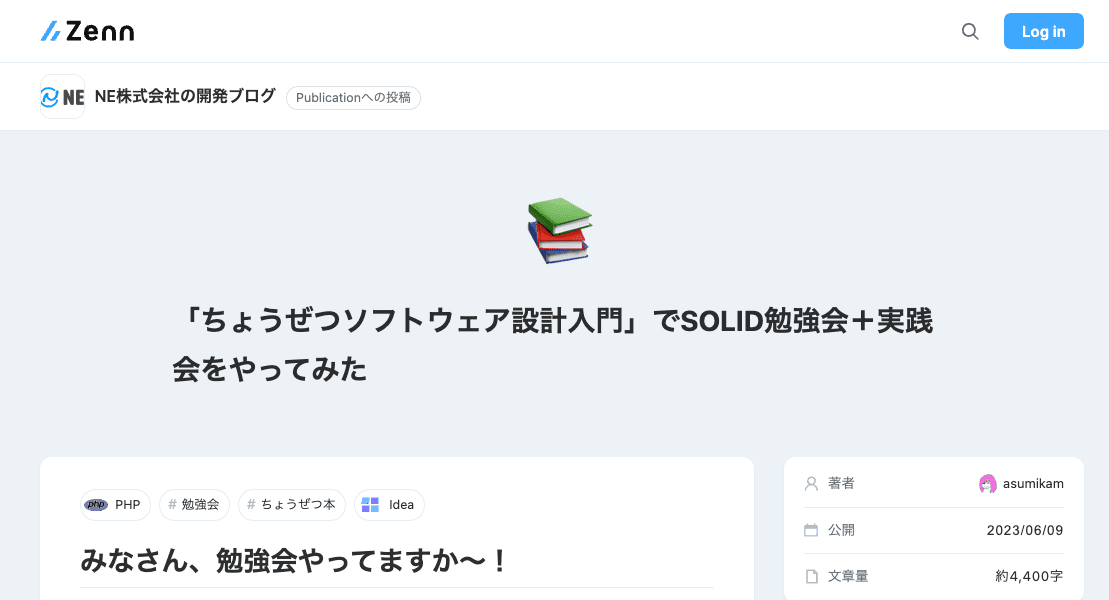 Zenn
Log in
NE
NE株式会社の開発ブログ
Publicationへの投稿
「ちょうぜつソフトウェア設計入門」でSOLID勉強会＋実践
会をやってみた
php PHP
# 勉強会
# ちょうぜつ本
Idea
みなさん、勉強会やってますか〜！
著者
asumikam
公開
2023/06/09
文章量
約4,400字